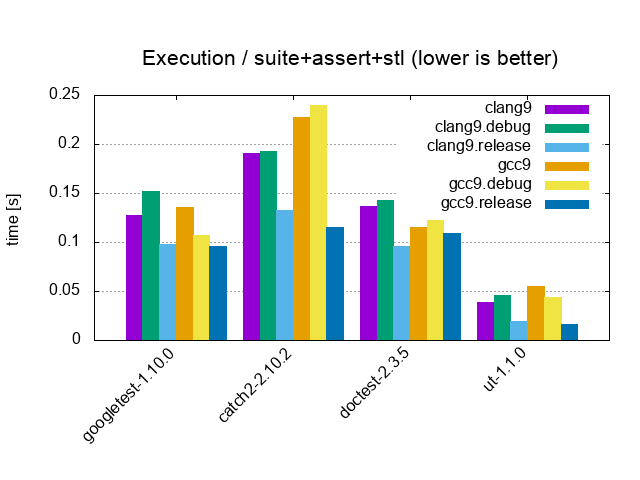 Execution / suite+assert+stl (lower is better)
time [s]
0.25
0.2
0.15
0.1
0.05
0
clang9
clang9.debug
clang9.release
gcc9
gcc9.debug
gcc9.release
googletest-1.10.0
catch2-2.10.2
doctest-2.3.5
ut-1.1.0